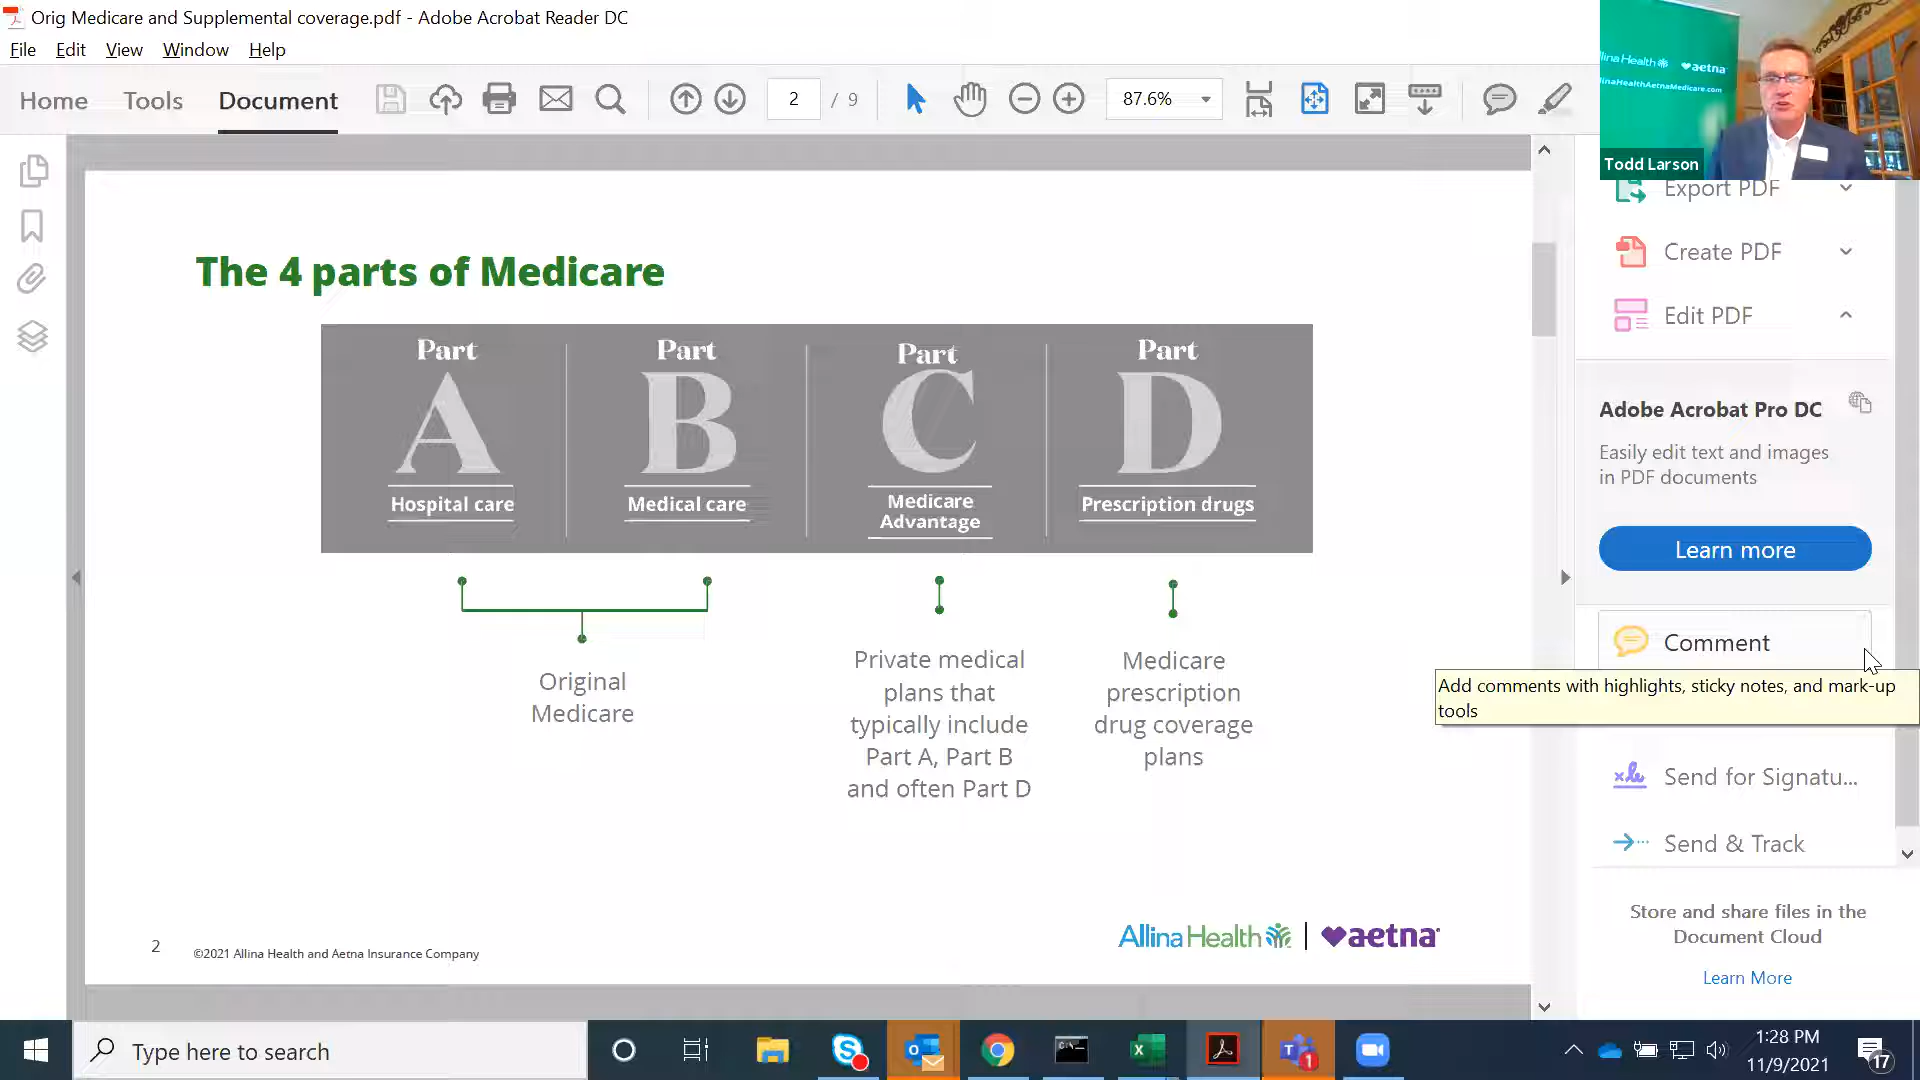 Orig Medicare and Supplemental coverage.pdf - Adobe Acrobat Reader DC
File Edit View Window Help
Home Tools Document 2 / 9 87.6%
AllinaHealth aetna
Todd Larson
Export PDF
Create PDF
Edit PDF
Adobe Acrobat Pro DC
Easily edit text and images
in PDF documents
Learn more
Comment
Add comments with highlights, sticky notes, and mark-up
tools
Send for Signatu...
Send & Track
Store and share files in the
Document Cloud
Learn More
The 4 parts of Medicare
Part
A
Hospital care
Part
B
Medical care
Part
C
Medicare
Advantage
Part
D
Prescription drugs
Original
Medicare
Private medical
plans that
typically include
Part A, Part B
and often Part D
Medicare
prescription
drug coverage
plans
2
©2021 Allina Health and Aetna Insurance Company
AllinaHealth | aetna
Type here to search
1
1:28 PM
11/9/2021
17